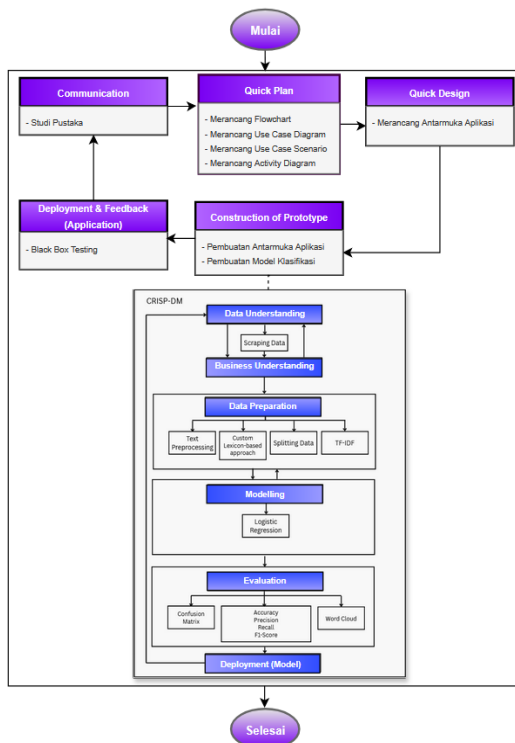 Mulai
Communication
- Studi Pustaka
Quick Plan
- Merancang Flowchart
- Merancang Use Case Diagram
- Merancang Use Case Scenario
- Merancang Activity Diagram
Quick Design
- Merancang Antarmuka Aplikasi
Deployment & Feedback
(Application)
- Black Box Testing
Construction of Prototype
- Pembuatan Antarmuka Aplikasi
- Pembuatan Model Klasifikasi
CRISP-DM
Data Understanding
Scraping Data
Business Understanding
Data Preparation
Text
Preprocessing
Custom
Lexicon-based
approach
Splitting Data
TF-IDF
Modelling
Logistic
Regression
Evaluation
Confusion
Matrix
Accuracy
Precision
Recall
F1-Score
Word Cloud
Deployment (Model)
Selesai